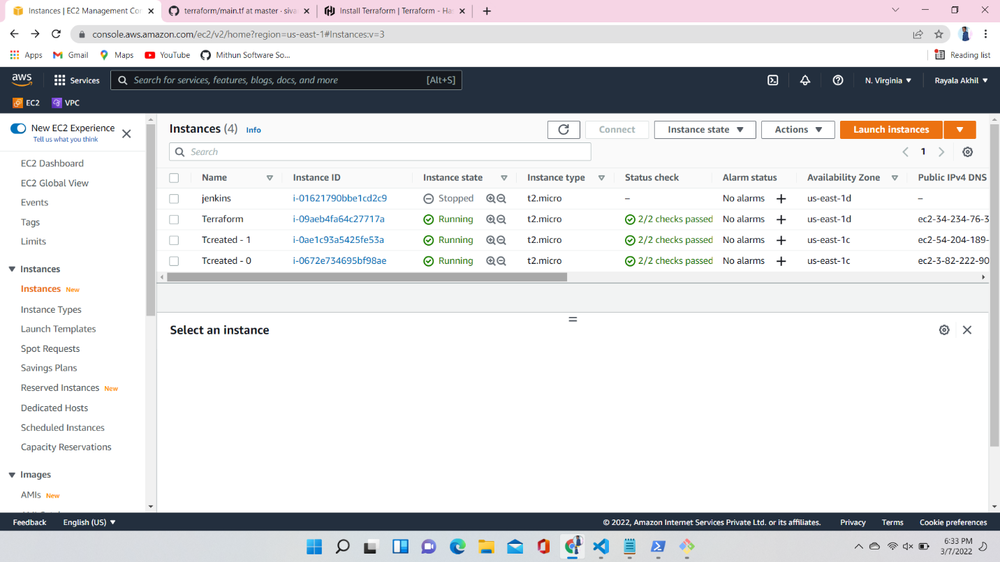 Instances | EC2 Management Cor
terraform/main.tf at master · siva
Install Terraform | Terraform - Has
console.aws.amazon.com/ec2/v2/home?region=us-east-1#Instances:v=3
Apps Gmail Maps YouTube Mithun Software So... Reading list
aws Services Search for services, features, blogs, docs, and more [Alt+S] N. Virginia Rayala Akhil
EC2 VPC
New EC2 Experience
Tell us what you think
EC2 Dashboard
EC2 Global View
Events
Tags
Limits
Instances
Instances New
Instance Types
Launch Templates
Spot Requests
Savings Plans
Reserved Instances New
Dedicated Hosts
Scheduled Instances
Capacity Reservations
Images
AMIs New
Instances (4) Info Connect Instance state Actions Launch instances
Search 1
Name Instance ID Instance state Instance type Status check Alarm status Availability Zone Public IPv4 DNS
jenkins i-01621790bbe1cd2c9 Stopped t2.micro – No alarms + us-east-1d –
Terraform i-09aeb4fa64c27717a Running t2.micro 2/2 checks passed No alarms + us-east-1d ec2-34-234-76-3
Tcreated - 1 i-0ae1c93a5425fe53a Running t2.micro 2/2 checks passed No alarms + us-east-1c ec2-54-204-189-
Tcreated - 0 i-0672e734695bf98ae Running t2.micro 2/2 checks passed No alarms + us-east-1c ec2-3-82-222-90
Select an instance
Feedback English (US) © 2022, Amazon Internet Services Private Ltd. or its affiliates. Privacy Terms Cookie preferences
6:33 PM
3/7/2022